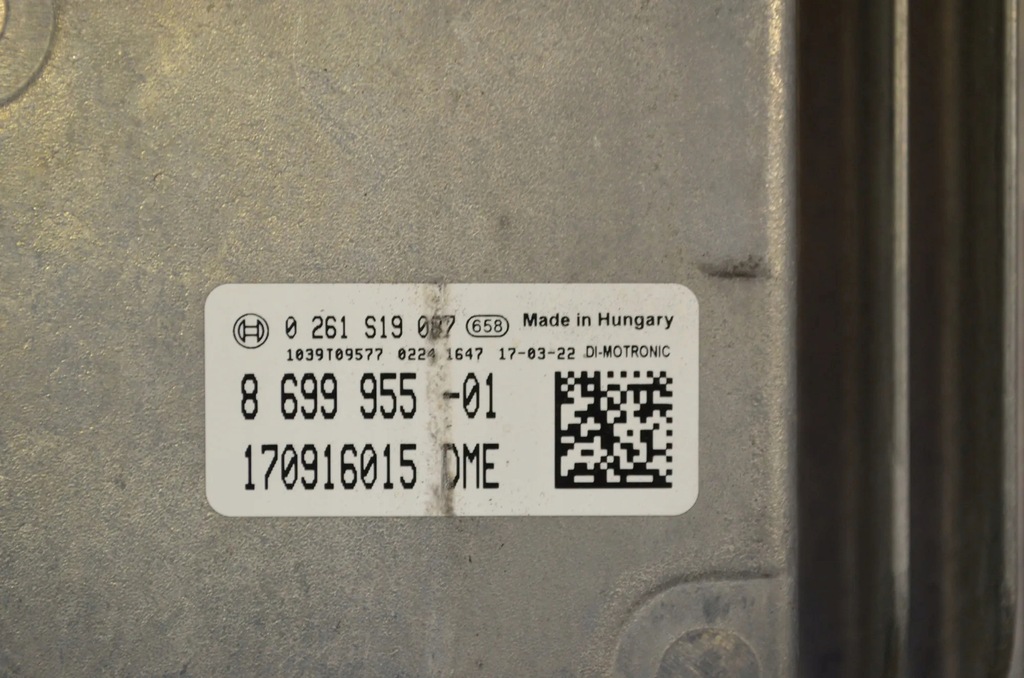 0 261 S19 087 658 Made in Hungary
1039T09577 0224 1647 17-03-22 DI-MOTRONIC
8 699 955 -01
170916015 DME